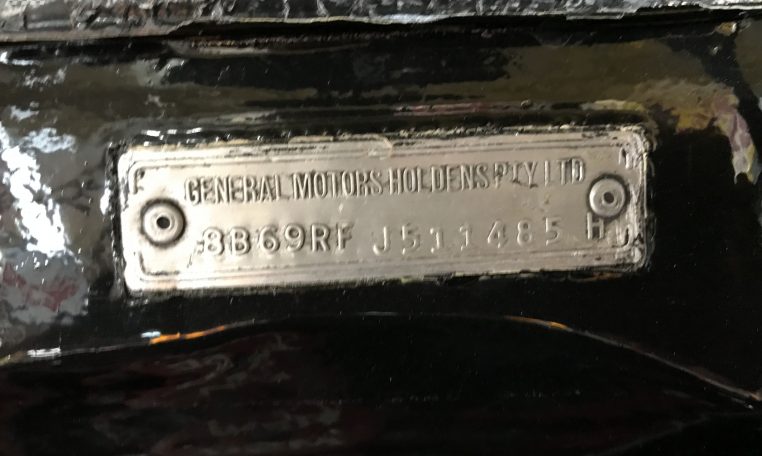 GENERAL MOTORS-HOLDENS PTY LTD
8B69RF J511485 H